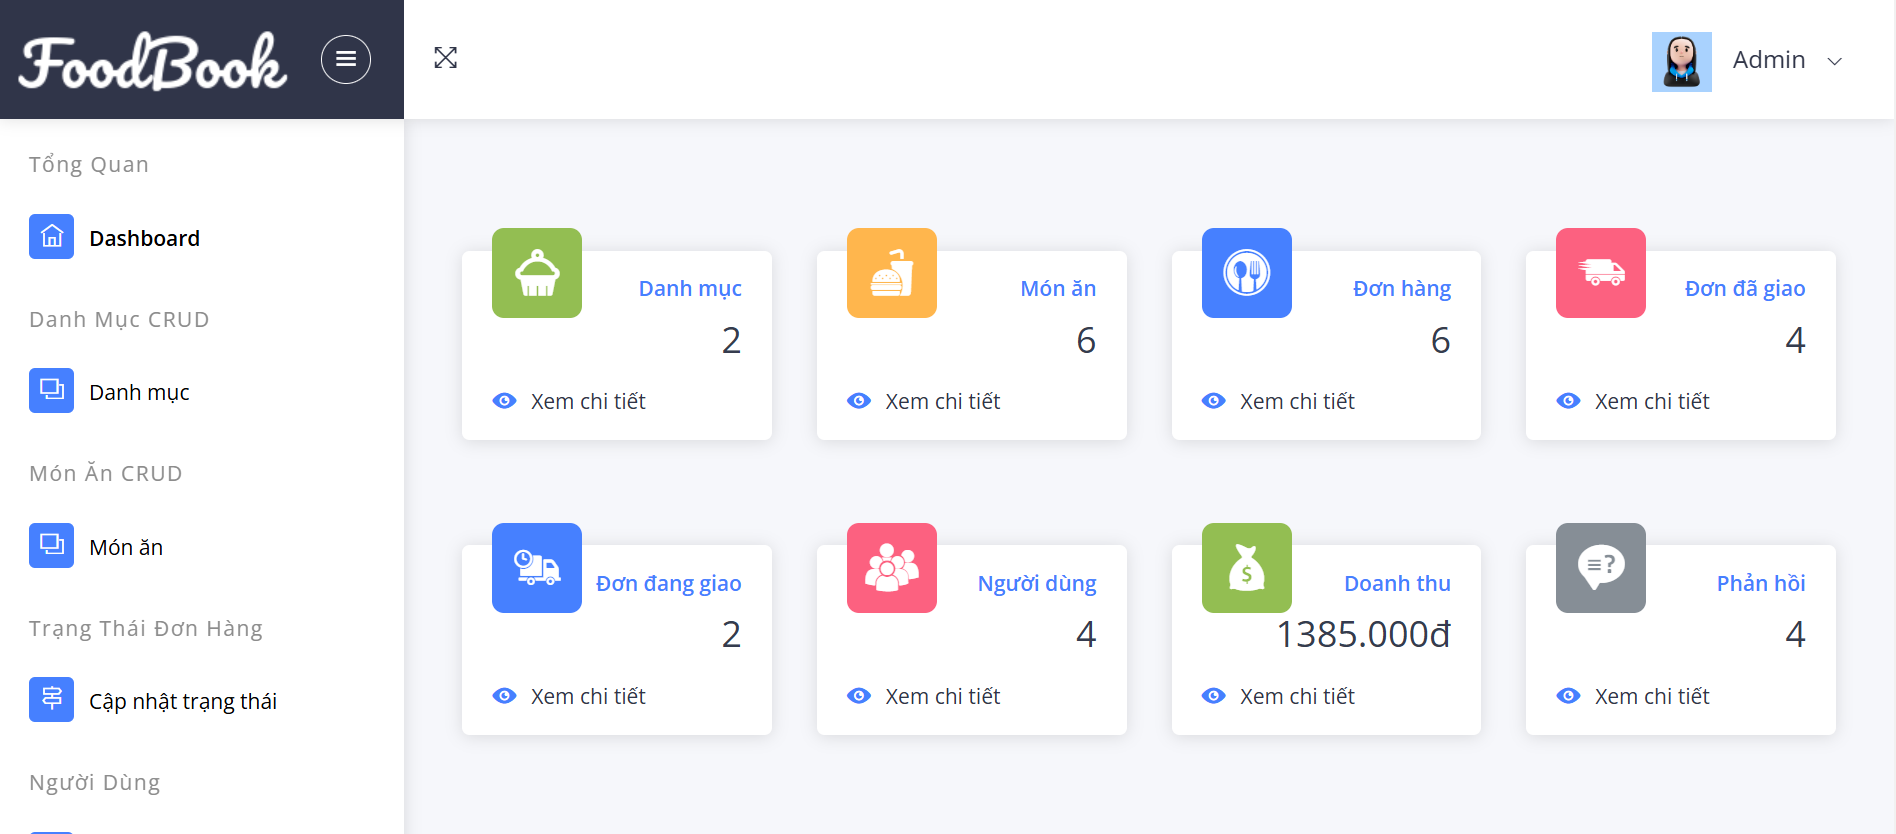 FoodBook
Admin
Tổng Quan
Dashboard
Danh Mục CRUD
Danh mục
Món Ăn CRUD
Món ăn
Trạng Thái Đơn Hàng
Cập nhật trạng thái
Người Dùng
Danh mục
2
Xem chi tiết
Món ăn
6
Xem chi tiết
Đơn hàng
6
Xem chi tiết
Đơn đã giao
4
Xem chi tiết
Đơn đang giao
2
Xem chi tiết
Người dùng
4
Xem chi tiết
$
Doanh thu
1385.000đ
Xem chi tiết
?
Phản hồi
4
Xem chi tiết